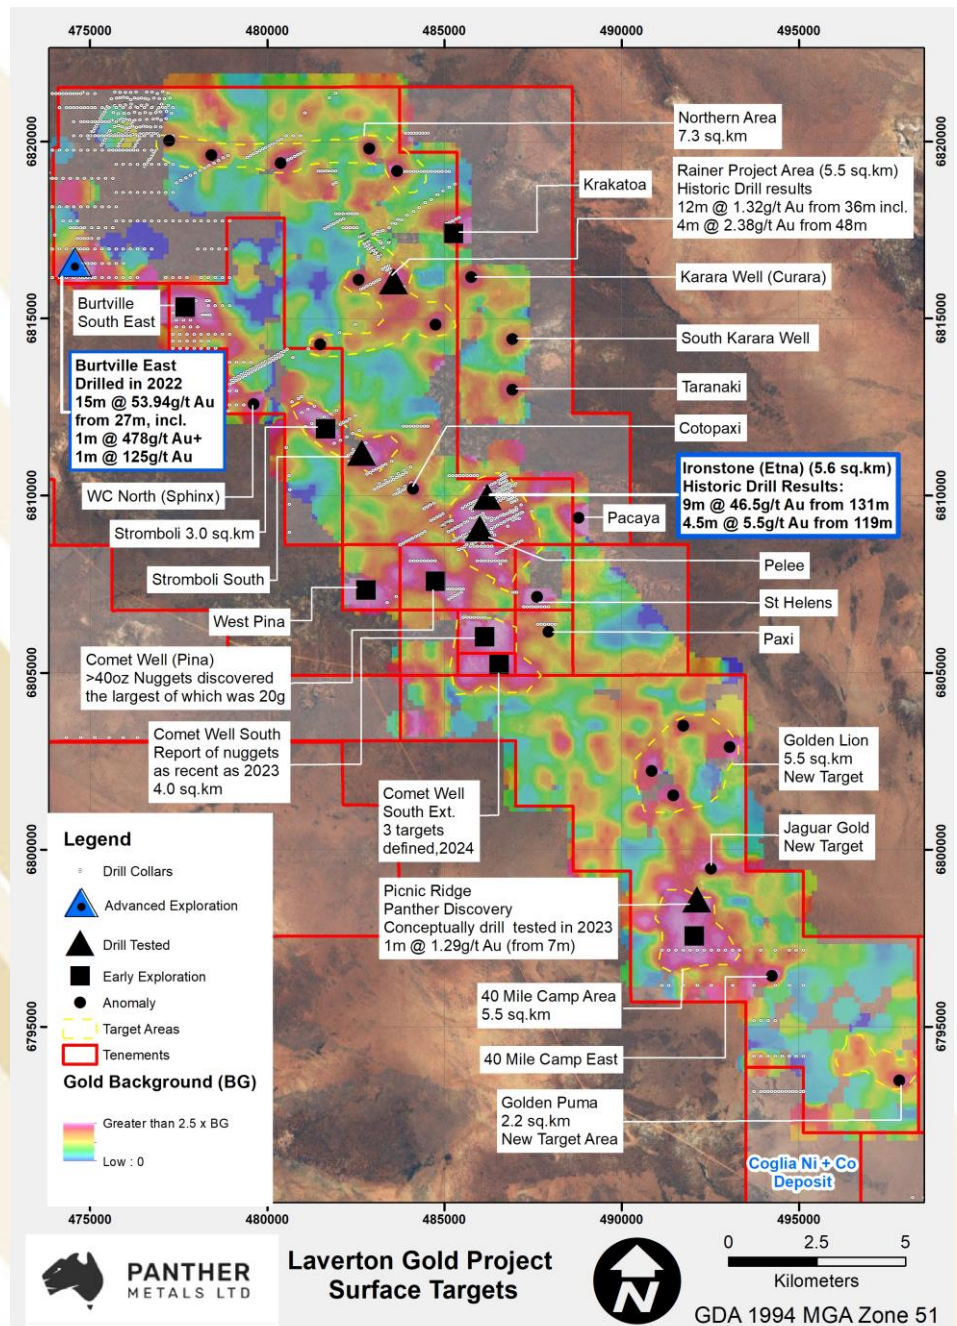 475000
480000
485000
490000
495000
6820000
6815000
6810000
6805000
6800000
6795000
6820000
6815000
6810000
6805000
6800000
6795000
Northern Area
7.3 sq.km
Rainer Project Area (5.5 sq.km)
Historic Drill results
12m @ 1.32g/t Au from 36m incl.
4m @ 2.38g/t Au from 48m
Krakatoa
Karara Well (Curara)
South Karara Well
Taranaki
Cotopaxi
Burtville
South East
Burtville East
Drilled in 2022
15m @ 53.94g/t Au
from 27m, incl.
1m @ 478g/t Au+
1m @ 125g/t Au
Ironstone (Etna) (5.6 sq.km)
Historic Drill Results:
9m @ 46.5g/t Au from 131m
4.5m @ 5.5g/t Au from 119m
WC North (Sphinx)
Pacaya
Stromboli 3.0 sq.km
Stromboli South
Pelee
West Pina
St Helens
Paxi
Comet Well (Pina)
>40oz Nuggets discovered
the largest of which was 20g
Comet Well South
Report of nuggets
as recent as 2023
4.0 sq.km
Comet Well
South Ext.
3 targets
defined,2024
Golden Lion
5.5 sq.km
New Target
Jaguar Gold
New Target
Picnic Ridge
Panther Discovery
Conceptually drill tested in 2023
1m @ 1.29g/t Au (from 7m)
40 Mile Camp Area
5.5 sq.km
40 Mile Camp East
Golden Puma
2.2 sq.km
New Target Area
Coglia Ni + Co
Deposit
Legend
Drill Collars
Advanced Exploration
Drill Tested
Early Exploration
Anomaly
Target Areas
Tenements
Gold Background (BG)
Greater than 2.5 x BG
Low : 0
475000
480000
485000
490000
495000
PANTHER
METALS LTD
Laverton Gold Project
Surface Targets
N
0
2.5
5
Kilometers
GDA 1994 MGA Zone 51